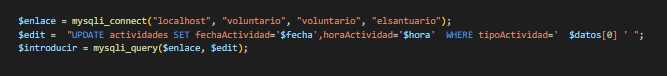 $enlace = mysqli_connect("localhost", "voluntario", "voluntario", "elsantuario");
$edit =  "UPDATE actividades SET fechaActividad='$fecha',horaActividad='$hora'  WHERE tipoActividad='  $datos[0] ' ";
$introducir = mysqli_query($enlace, $edit);